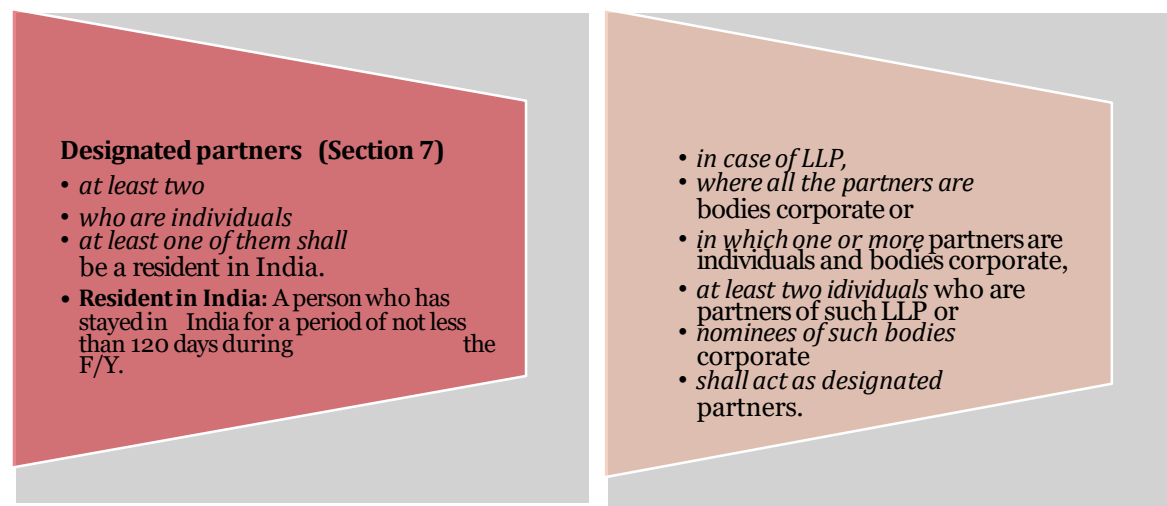 Designated partners (Section 7)
• at least two
• who are individuals
• at least one of them shall
be a resident in India.
• Resident in India: A person who has
stayed in India for a period of not less
than 120 days during the
F/Y.
• in case of LLP,
• where all the partners are
bodies corporate or
• in which one or more partners are
individuals and bodies corporate,
• at least two idividuals who are
partners of such LLP or
• nominees of such bodies
corporate
• shall act as designated
partners.